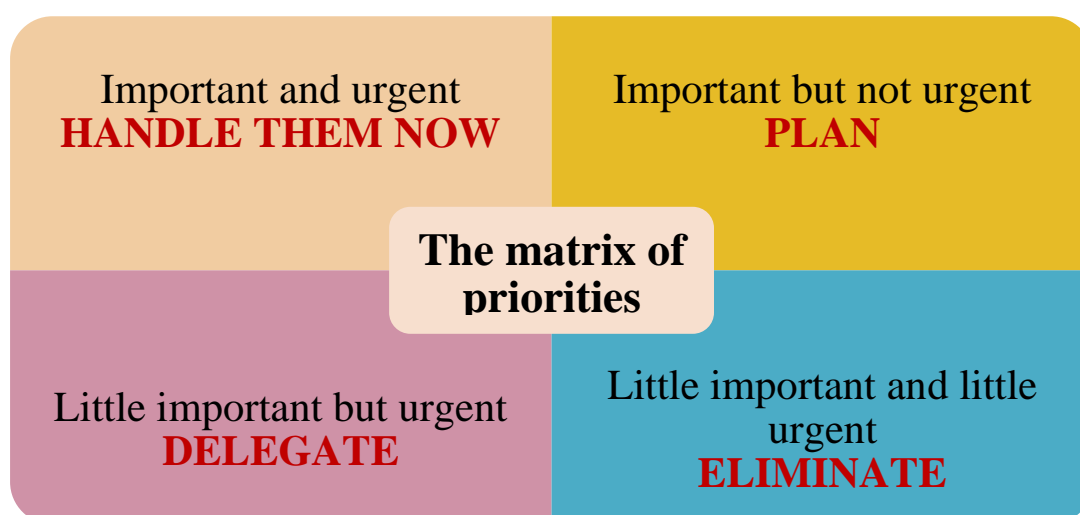 Important and urgent
HANDLE THEM NOW
Important but not urgent
PLAN
The matrix of
priorities
Little important but urgent
DELEGATE
Little important and little
urgent
ELIMINATE